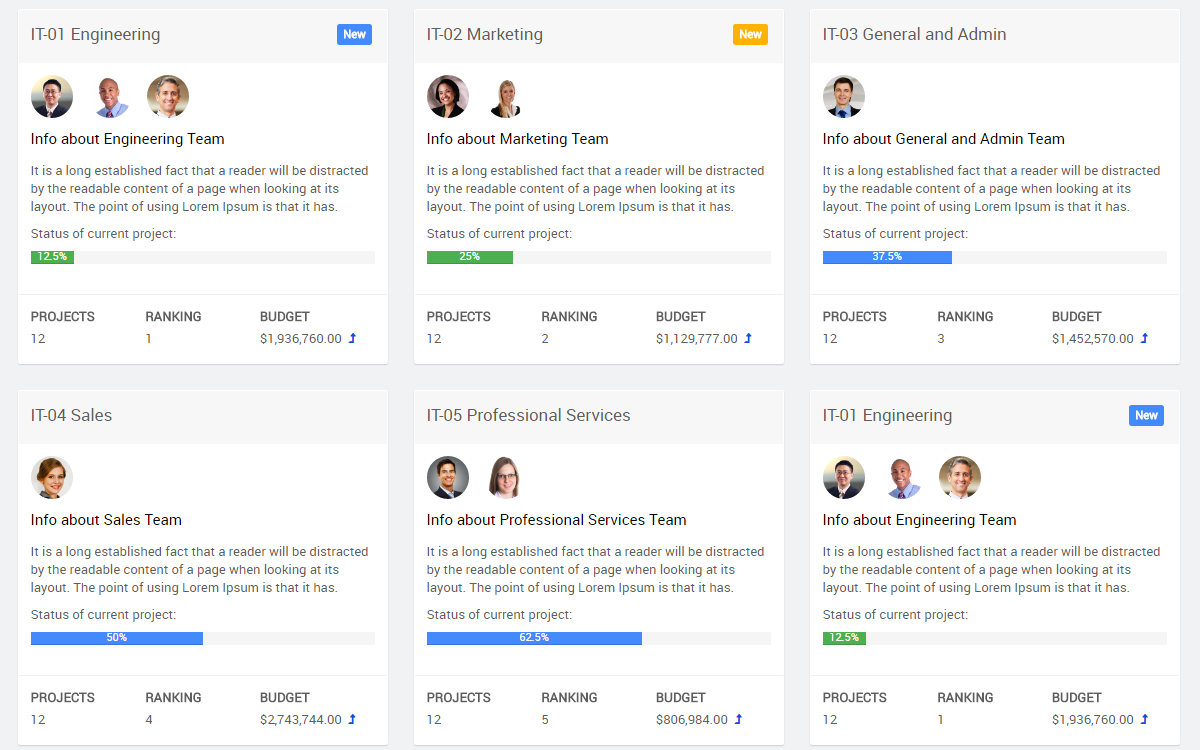 IT-01 Engineering
New
Info about Engineering Team
It is a long established fact that a reader will be distracted
by the readable content of a page when looking at its
layout. The point of using Lorem Ipsum is that it has.
Status of current project:
12.5%
PROJECTS RANKING BUDGET
12 1 $1,936,760.00
IT-02 Marketing
New
Info about Marketing Team
It is a long established fact that a reader will be distracted
by the readable content of a page when looking at its
layout. The point of using Lorem Ipsum is that it has.
Status of current project:
25%
PROJECTS RANKING BUDGET
12 2 $1,129,777.00
IT-03 General and Admin
Info about General and Admin Team
It is a long established fact that a reader will be distracted
by the readable content of a page when looking at its
layout. The point of using Lorem Ipsum is that it has.
Status of current project:
37.5%
PROJECTS RANKING BUDGET
12 3 $1,452,570.00
IT-04 Sales
Info about Sales Team
It is a long established fact that a reader will be distracted
by the readable content of a page when looking at its
layout. The point of using Lorem Ipsum is that it has.
Status of current project:
50%
PROJECTS RANKING BUDGET
12 4 $2,743,744.00
IT-05 Professional Services
Info about Professional Services Team
It is a long established fact that a reader will be distracted
by the readable content of a page when looking at its
layout. The point of using Lorem Ipsum is that it has.
Status of current project:
62.5%
PROJECTS RANKING BUDGET
12 5 $806,984.00
IT-01 Engineering
New
Info about Engineering Team
It is a long established fact that a reader will be distracted
by the readable content of a page when looking at its
layout. The point of using Lorem Ipsum is that it has.
Status of current project:
12.5%
PROJECTS RANKING BUDGET
12 1 $1,936,760.00